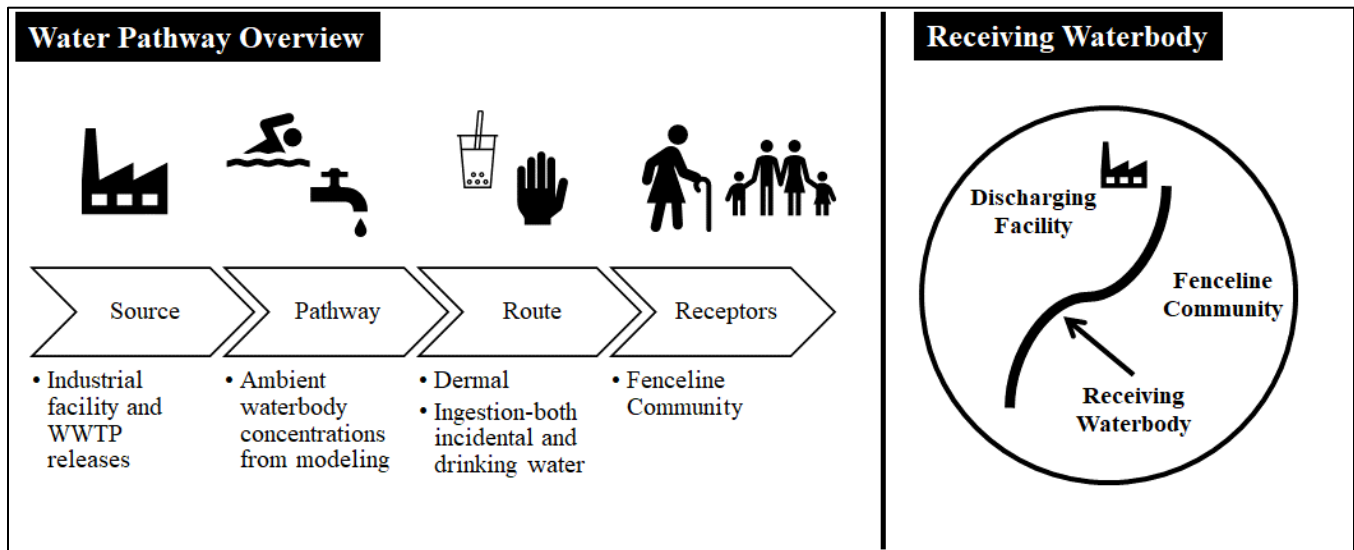 Water Pathway Overview
Source
Pathway
Route
Receptors
• Industrial
facility and
WWTP
releases
• Ambient
waterbody
concentrations
from modeling
• Dermal
• Ingestion-both
incidental and
drinking water
• Fenceline
Community
Receiving Waterbody
Discharging
Facility
Fenceline
Community
Receiving
Waterbody